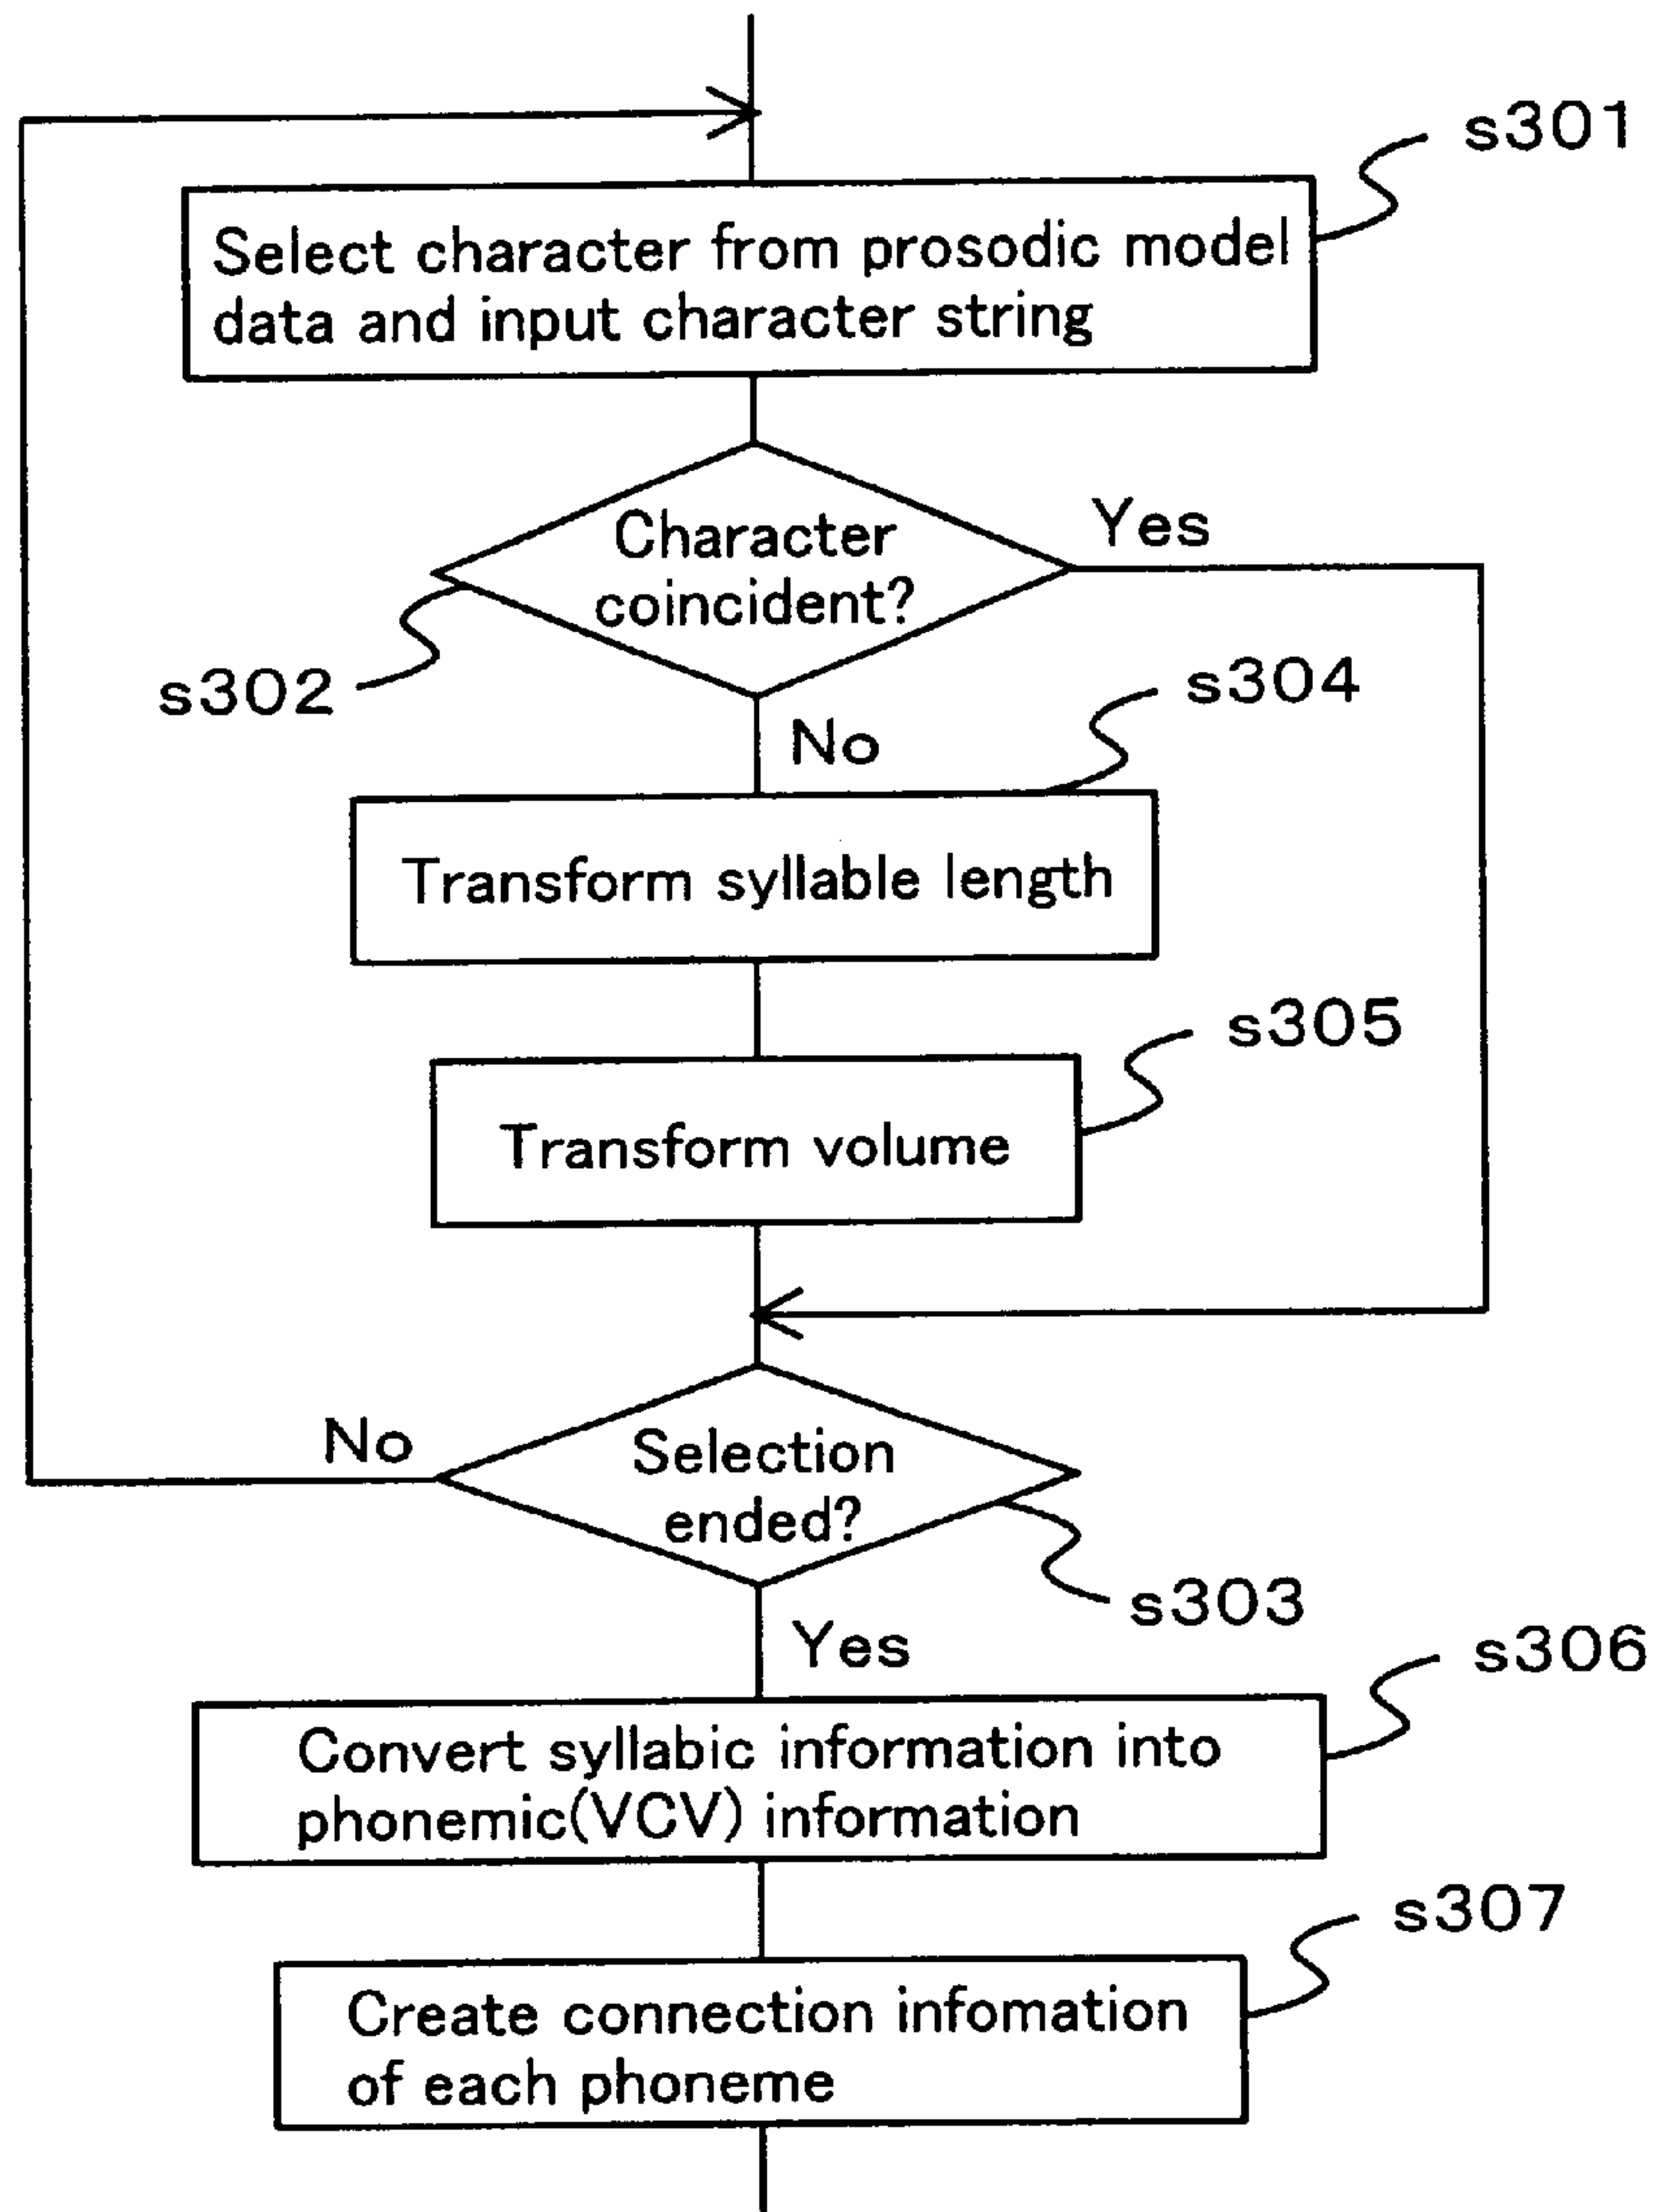 s301
Select character from prosodic model
data and input character string
Character
coincident?
Yes
s302
No
s304
Transform syllable length
s305
Transform volume
No
Selection
ended?
s303
Yes
s306
Convert syllabic information into
phonemic(VCV) information
s307
Create connection infomation
of each phoneme